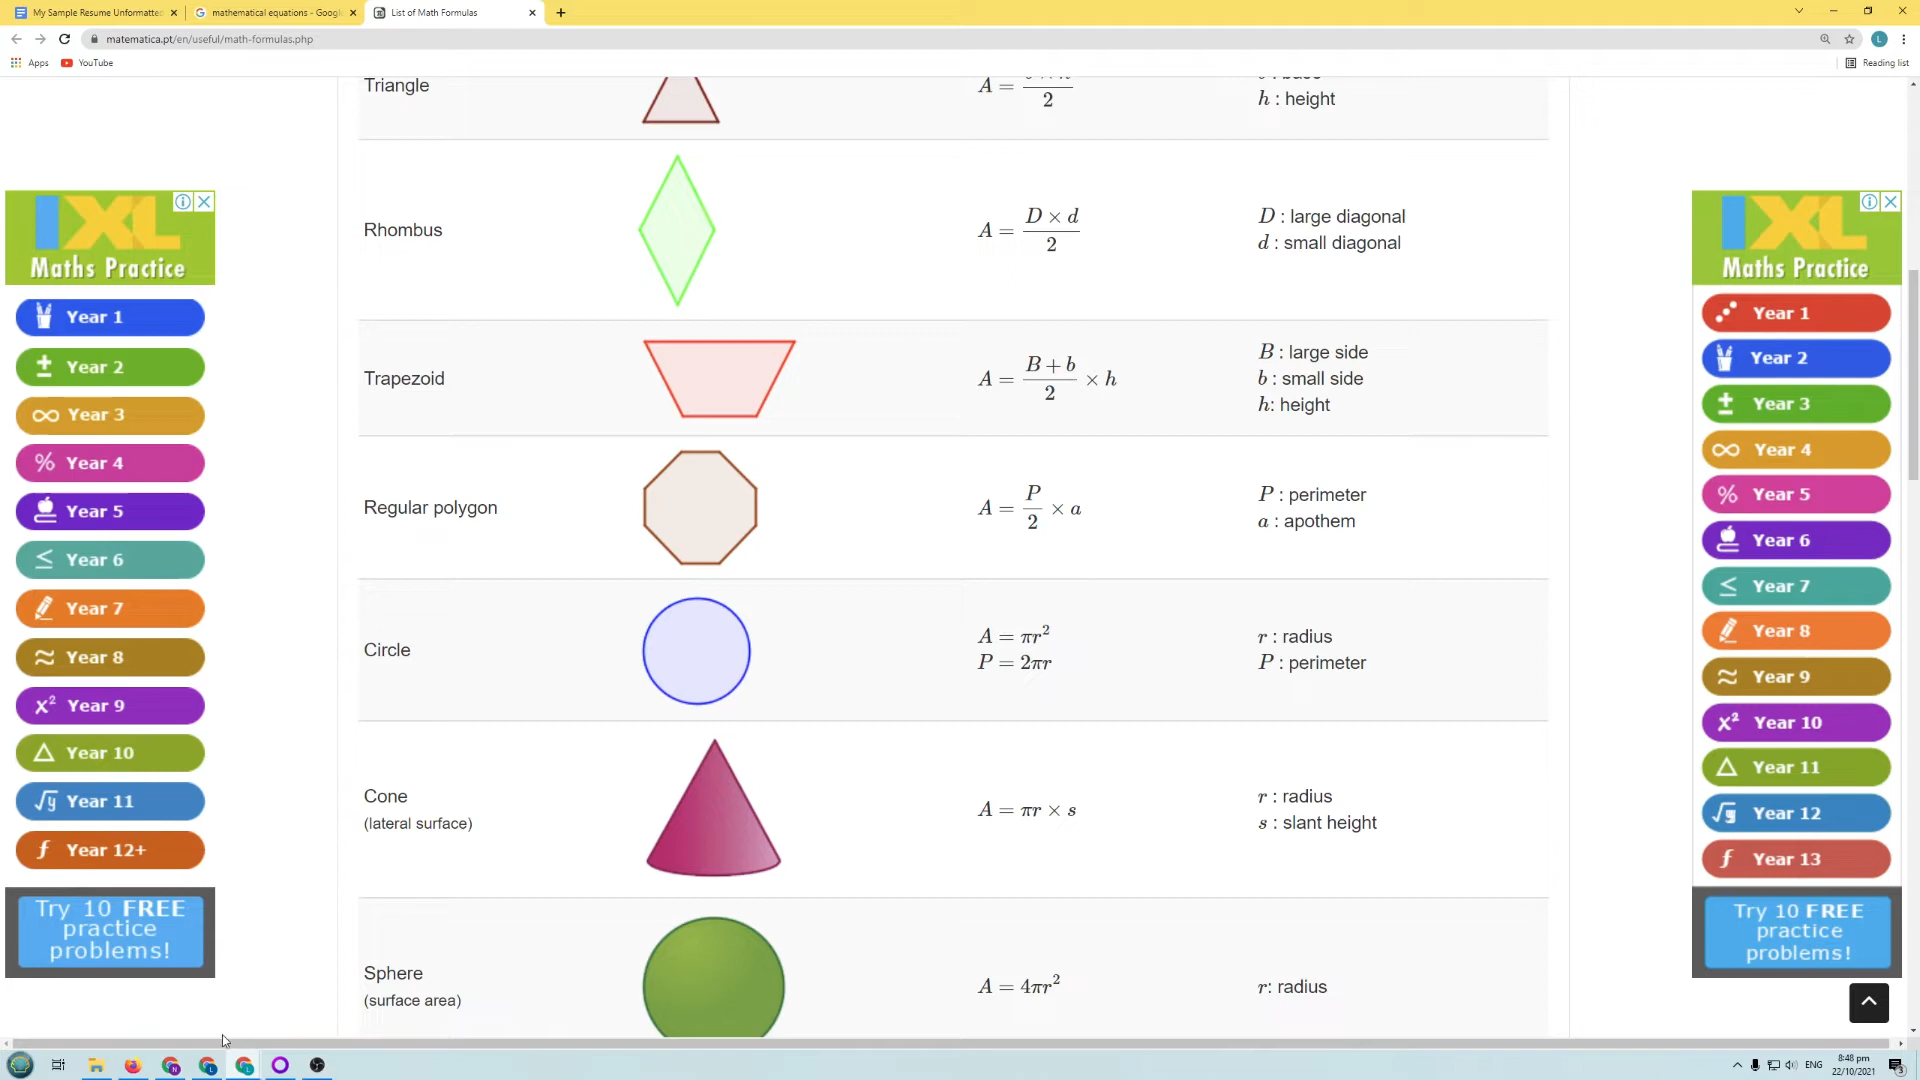 My Sample Resume Unformatted
mathematical equations - Google
List of Math Formulas
matematica.pt/en/useful/math-formulas.php
L
Apps
YouTube
Reading list
Triangle
A = 2
h : height
Rhombus
A = D × d / 2
D : large diagonal
d : small diagonal
Trapezoid
A = B + b / 2 × h
B : large side
b : small side
h: height
Regular polygon
A = P / 2 × a
P : perimeter
a : apothem
Circle
A = πr²
P = 2πr
r : radius
P : perimeter
Cone
(lateral surface)
A = πr × s
r : radius
s : slant height
Sphere
(surface area)
A = 4πr²
r: radius
IXL
Maths Practice
Year 1
± Year 2
∞ Year 3
% Year 4
Year 5
≤ Year 6
Year 7
≈ Year 8
x² Year 9
△ Year 10
√y Year 11
f Year 12+
Try 10 FREE
practice
problems!
IXL
Maths Practice
Year 1
Year 2
± Year 3
∞ Year 4
% Year 5
Year 6
≤ Year 7
Year 8
≈ Year 9
x² Year 10
△ Year 11
√y Year 12
f Year 13
Try 10 FREE
practice
problems!
ENG
8:48 pm
22/10/2021
3